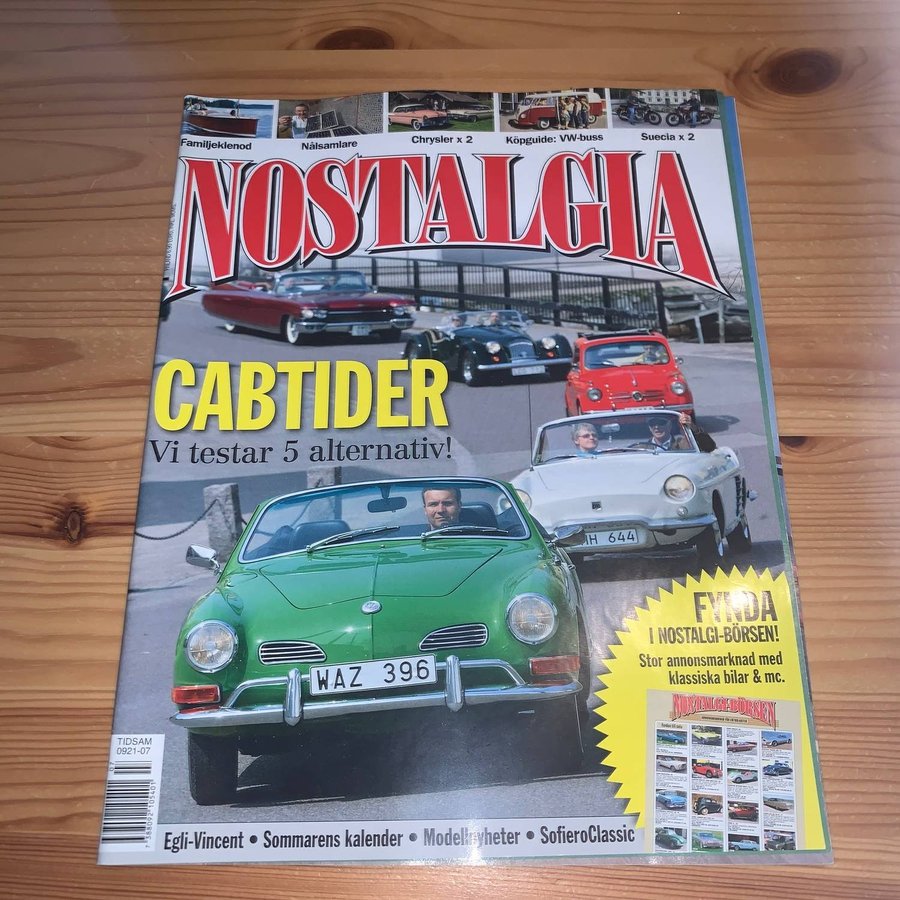 Familjeklenod
Nålsamlare
Chrysler x 2
Köpguide: VW-buss
Suecia x 2
NOSTALGIA
CABTIDER
Vi testar 5 alternativ!
MH 644
WAZ 396
FYNDA
I NOSTALGI-BÖRSEN!
Stor annonsmarknad med
klassiska bilar & mc.
NOSTALGI-BÖRSEN
TIDSAM
0921-07
Egli-Vincent • Sommarens kalender • Modellnyheter • SofieroClassic